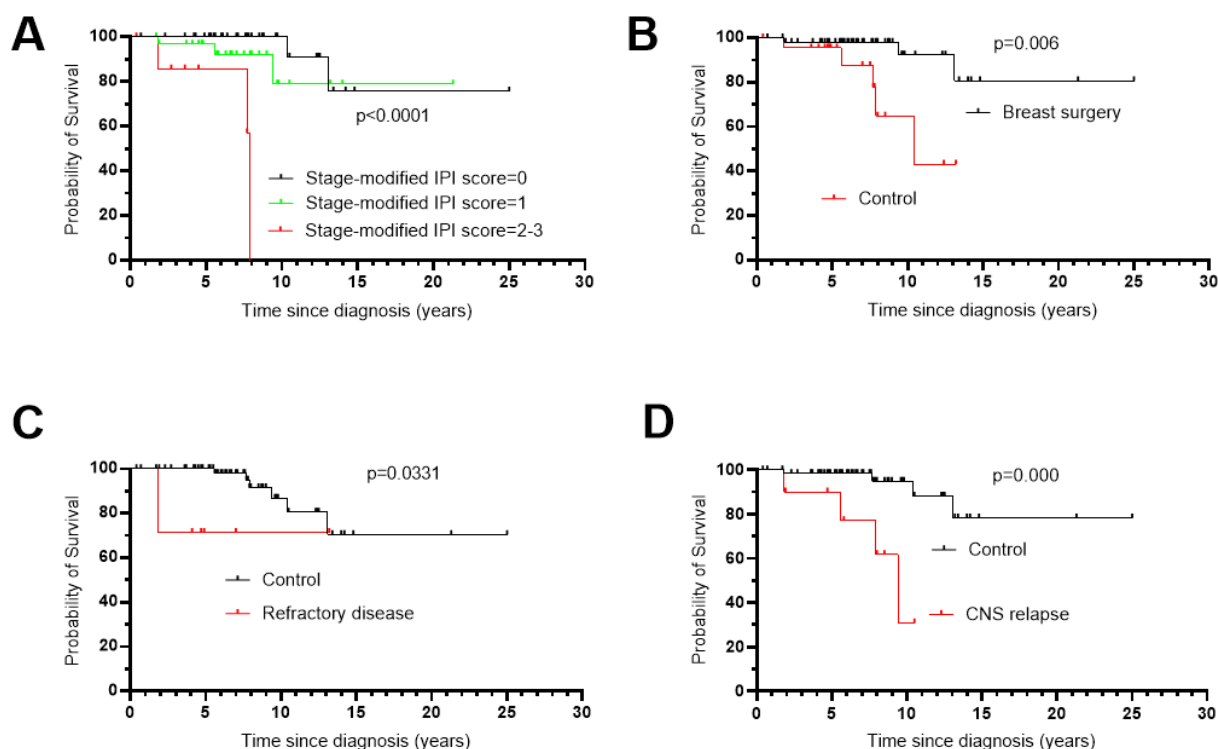 A
Probability of Survival
100
80
60
40
20
0
p<0.0001
Stage-modified IPI score=0
Stage-modified IPI score=1
Stage-modified IPI score=2-3
0 5 10 15 20 25 30
Time since diagnosis (years)
B
Probability of Survival
100
80
60
40
20
0
p=0.006
Breast surgery
Control
0 5 10 15 20 25 30
Time since diagnosis (years)
C
Probability of Survival
100
80
60
40
20
0
p=0.0331
Control
Refractory disease
0 5 10 15 20 25 30
Time since diagnosis (years)
D
Probability of Survival
100
80
60
40
20
0
p=0.000
Control
CNS relapse
0 5 10 15 20 25 30
Time since diagnosis (years)